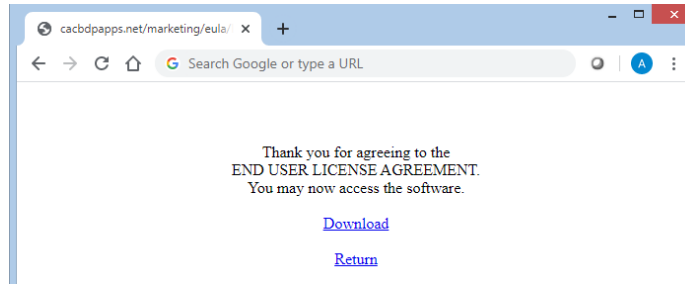 cacbdpapps.net/marketing/eula/
Search Google or type a URL
A
Thank you for agreeing to the
END USER LICENSE AGREEMENT.
You may now access the software.
Download
Return